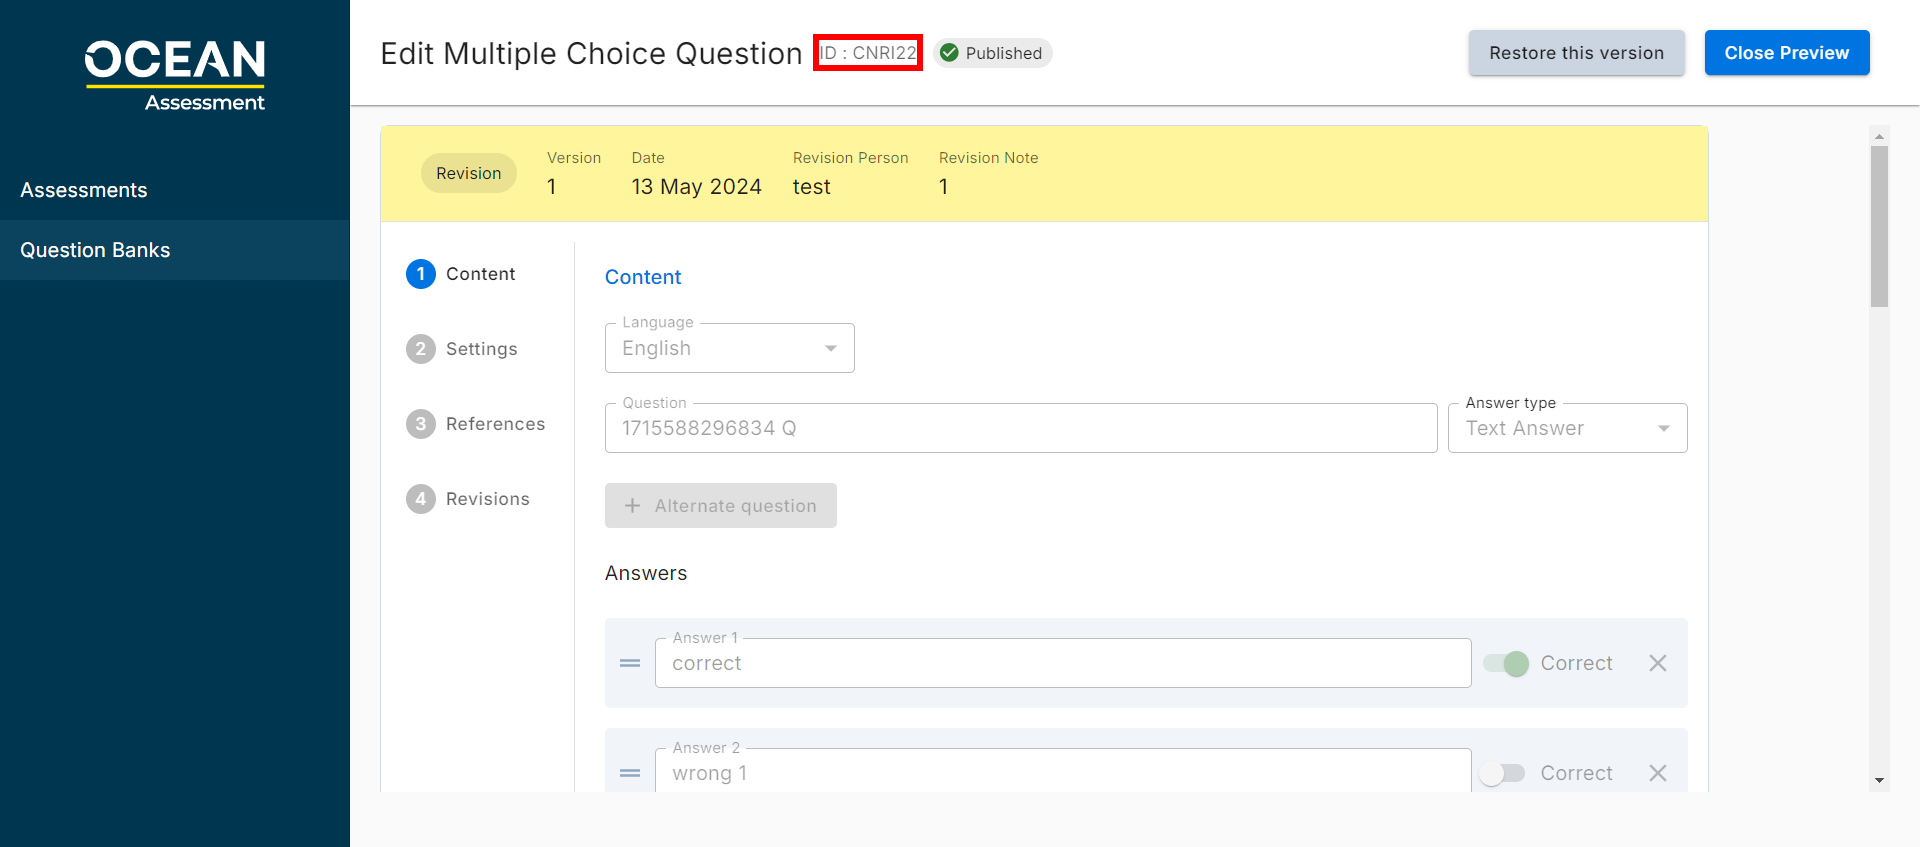 OCEAN
Assessment
Assessments
Question Banks
Edit Multiple Choice Question ID : CNRI22 Published
Restore this version
Close Preview
Revision
Version
1
Date
13 May 2024
Revision Person
test
Revision Note
1
1 Content
2 Settings
3 References
4 Revisions
Content
Language
English
Question
1715588296834 Q
Answer type
Text Answer
+ Alternate question
Answers
Answer 1
correct
Correct
Answer 2
wrong 1
Correct